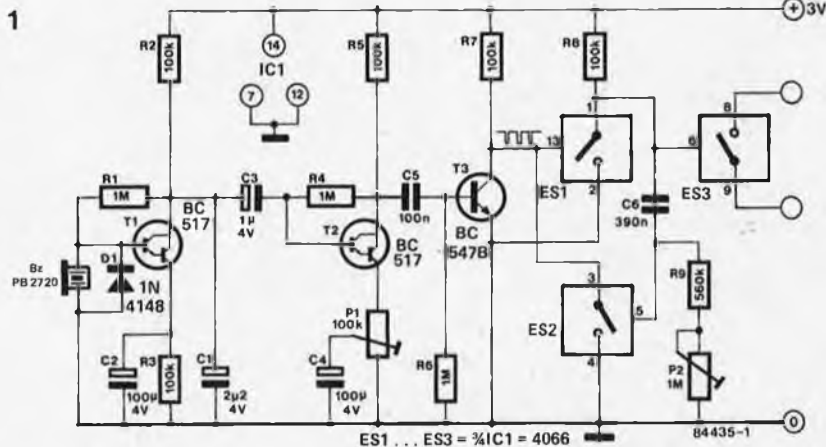 1
+ 3V
R2
100k
14
IC1
7
12
R5
100k
R7
100k
R8
100k
1
13
2
ES1
8
6
9
ES3
R1
1M
C3
1µ
4V
R4
1M
C5
100n
T3
BC
547B
C6
390n
T1
BC
517
T2
BC
517
Bz
PB 2720
D1
1N
4148
3
5
4
ES2
R9
560k
P1
100k
C2
100µ
4V
R3
100k
C1
2µ2
4V
C4
100µ
4V
R6
1M
P2
1M
84435-1
0
ES1 ... ES3 = ¾IC1 = 4066